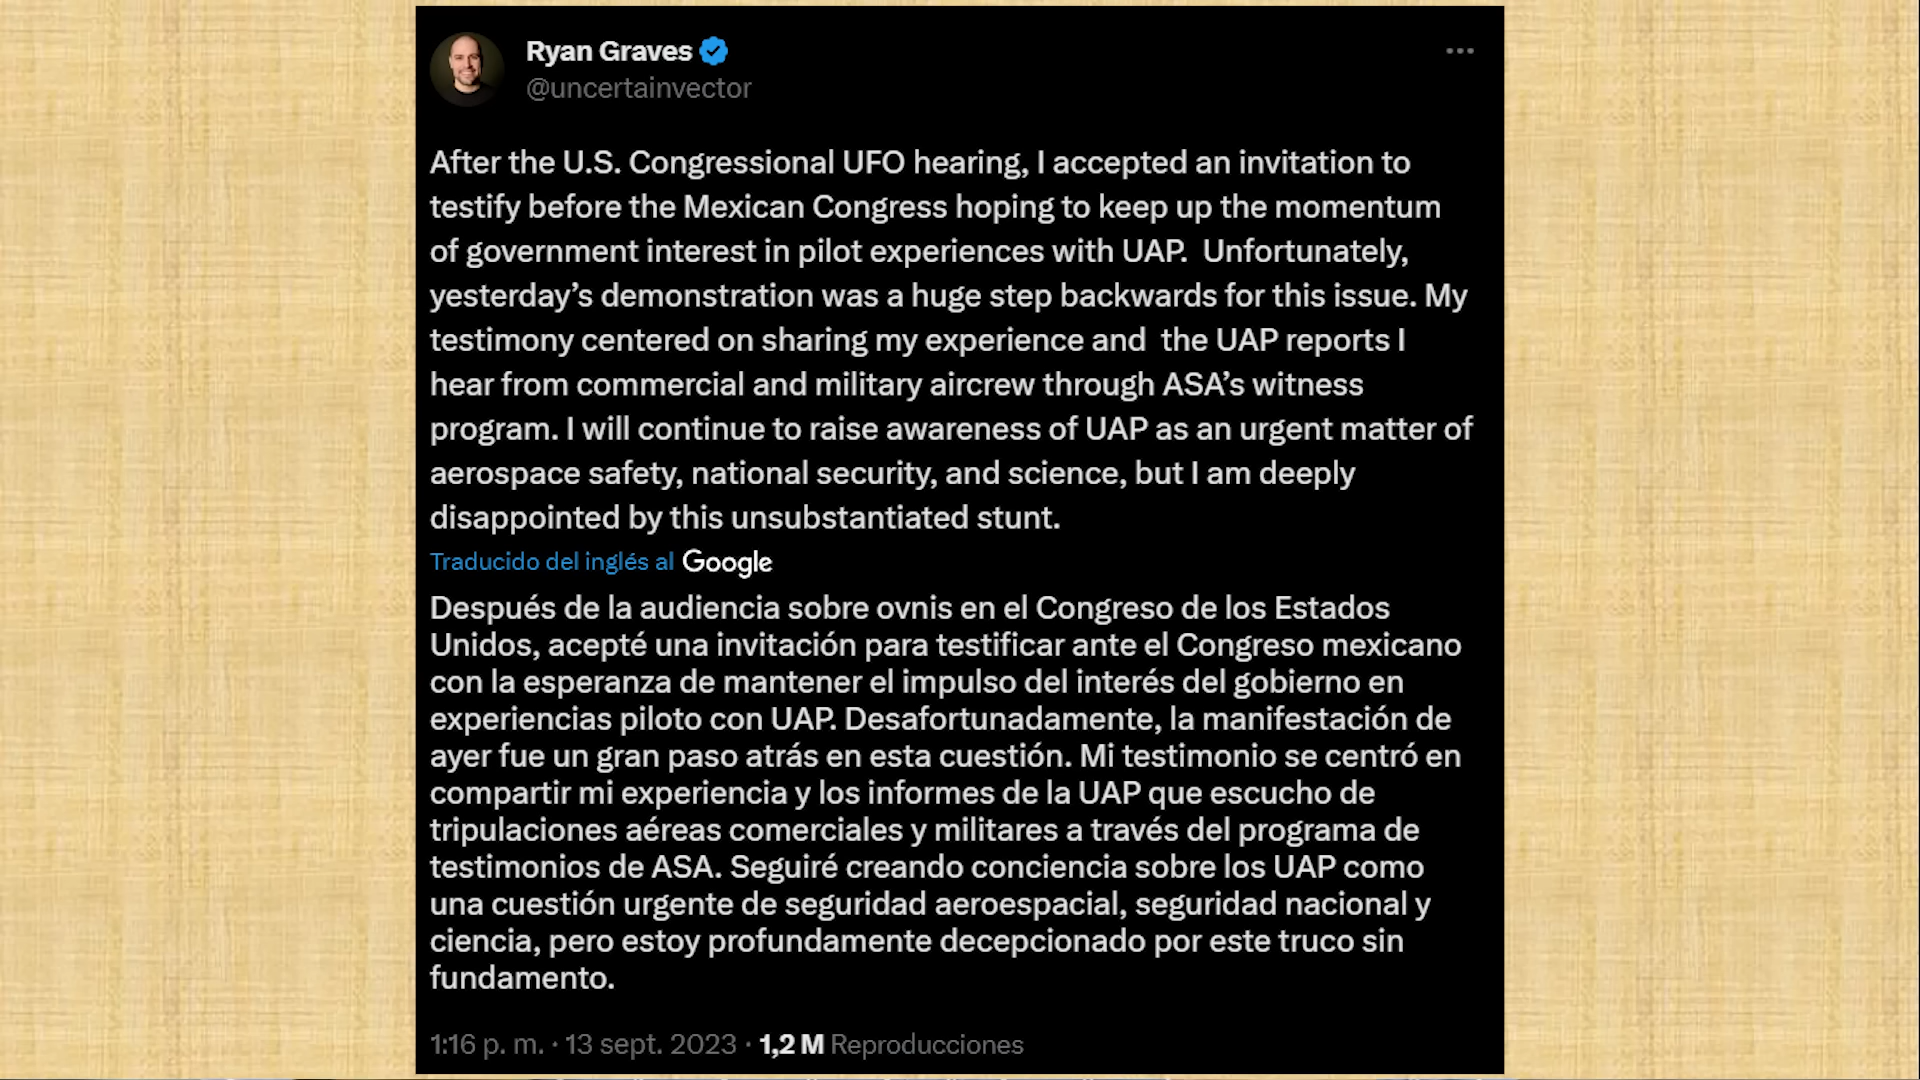 Ryan Graves
@uncertainvector
After the U.S. Congressional UFO hearing, I accepted an invitation to
testify before the Mexican Congress hoping to keep up the momentum
of government interest in pilot experiences with UAP.  Unfortunately,
yesterday’s demonstration was a huge step backwards for this issue. My
testimony centered on sharing my experience and  the UAP reports I
hear from commercial and military aircrew through ASA’s witness
program. I will continue to raise awareness of UAP as an urgent matter of
aerospace safety, national security, and science, but I am deeply
disappointed by this unsubstantiated stunt.
Traducido del inglés al Google
Después de la audiencia sobre ovnis en el Congreso de los Estados
Unidos, acepté una invitación para testificar ante el Congreso mexicano
con la esperanza de mantener el impulso del interés del gobierno en
experiencias piloto con UAP. Desafortunadamente, la manifestación de
ayer fue un gran paso atrás en esta cuestión. Mi testimonio se centró en
compartir mi experiencia y los informes de la UAP que escucho de
tripulaciones aéreas comerciales y militares a través del programa de
testimonios de ASA. Seguiré creando conciencia sobre los UAP como
una cuestión urgente de seguridad aeroespacial, seguridad nacional y
ciencia, pero estoy profundamente decepcionado por este truco sin
fundamento.
1:16 p. m. · 13 sept. 2023 · 1,2 M Reproducciones